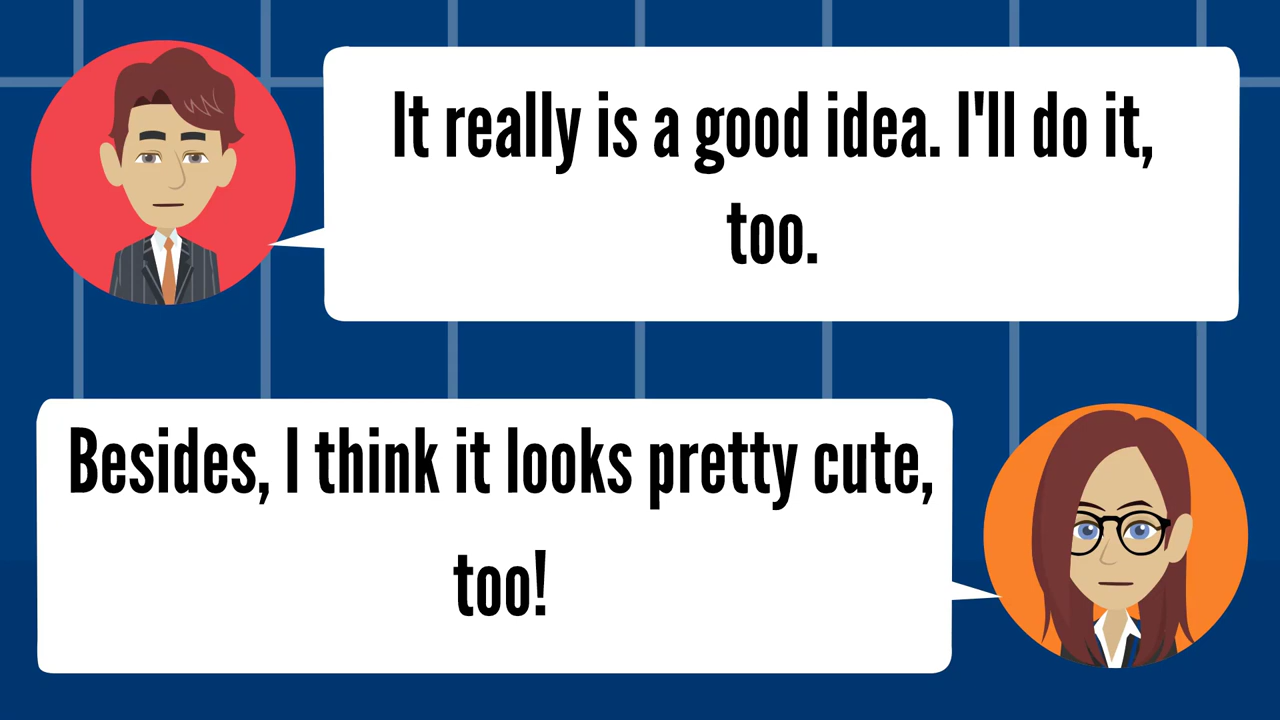 It really is a good idea. I'll do it,
too.
Besides, I think it looks pretty cute,
too!